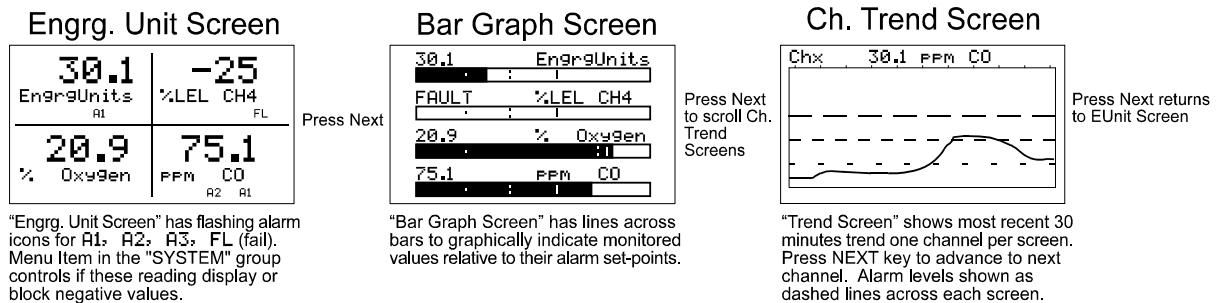 Engrg. Unit Screen
30.1
EngrgUnits
A1
-25
%LEL CH4
FL
20.9
% Oxygen
75.1
PPM CO
A2 A1
"Engrg. Unit Screen" has flashing alarm
icons for A1, A2, A3, FL (fail).
Menu Item in the "SYSTEM" group
controls if these reading display or
block negative values.
Press Next
Bar Graph Screen
30.1 EngrgUnits
FAULT %LEL CH4
20.9 % Oxygen
75.1 PPM CO
"Bar Graph Screen" has lines across
bars to graphically indicate monitored
values relative to their alarm set-points.
Press Next
to scroll Ch.
Trend
Screens
Ch. Trend Screen
Chx 30.1 PPM CO
"Trend Screen" shows most recent 30
minutes trend one channel per screen.
Press NEXT key to advance to next
channel. Alarm levels shown as
dashed lines across each screen.
Press Next returns
to EUnit Screen